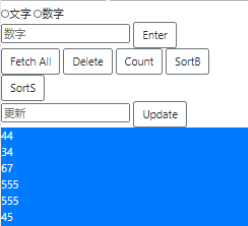 文字 数字
数字 Enter
Fetch All Delete Count SortB
SortS
更新 Update
44
34
67
555
555
45